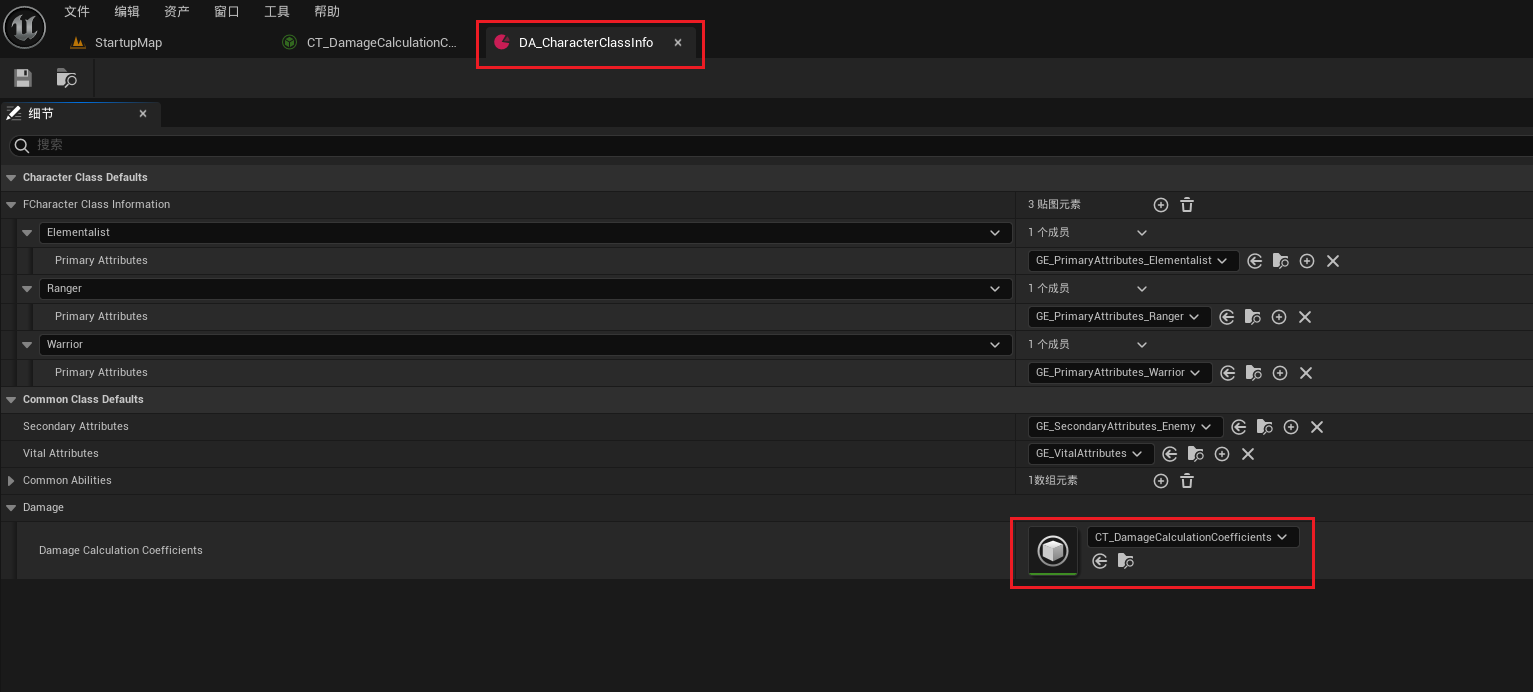 文件 编辑 资产 窗口 工具 帮助
StartupMap CT_DamageCalculationC... DA_CharacterClassInfo
细节
搜索
Character Class Defaults
FCharacter Class Information 3 贴图元素
Elementalist 1 个成员
Primary Attributes GE_PrimaryAttributes_Elementalist
Ranger 1 个成员
Primary Attributes GE_PrimaryAttributes_Ranger
Warrior 1 个成员
Primary Attributes GE_PrimaryAttributes_Warrior
Common Class Defaults
Secondary Attributes GE_SecondaryAttributes_Enemy
Vital Attributes GE_VitalAttributes
Common Abilities 1数组元素
Damage
Damage Calculation Coefficients CT_DamageCalculationCoefficients